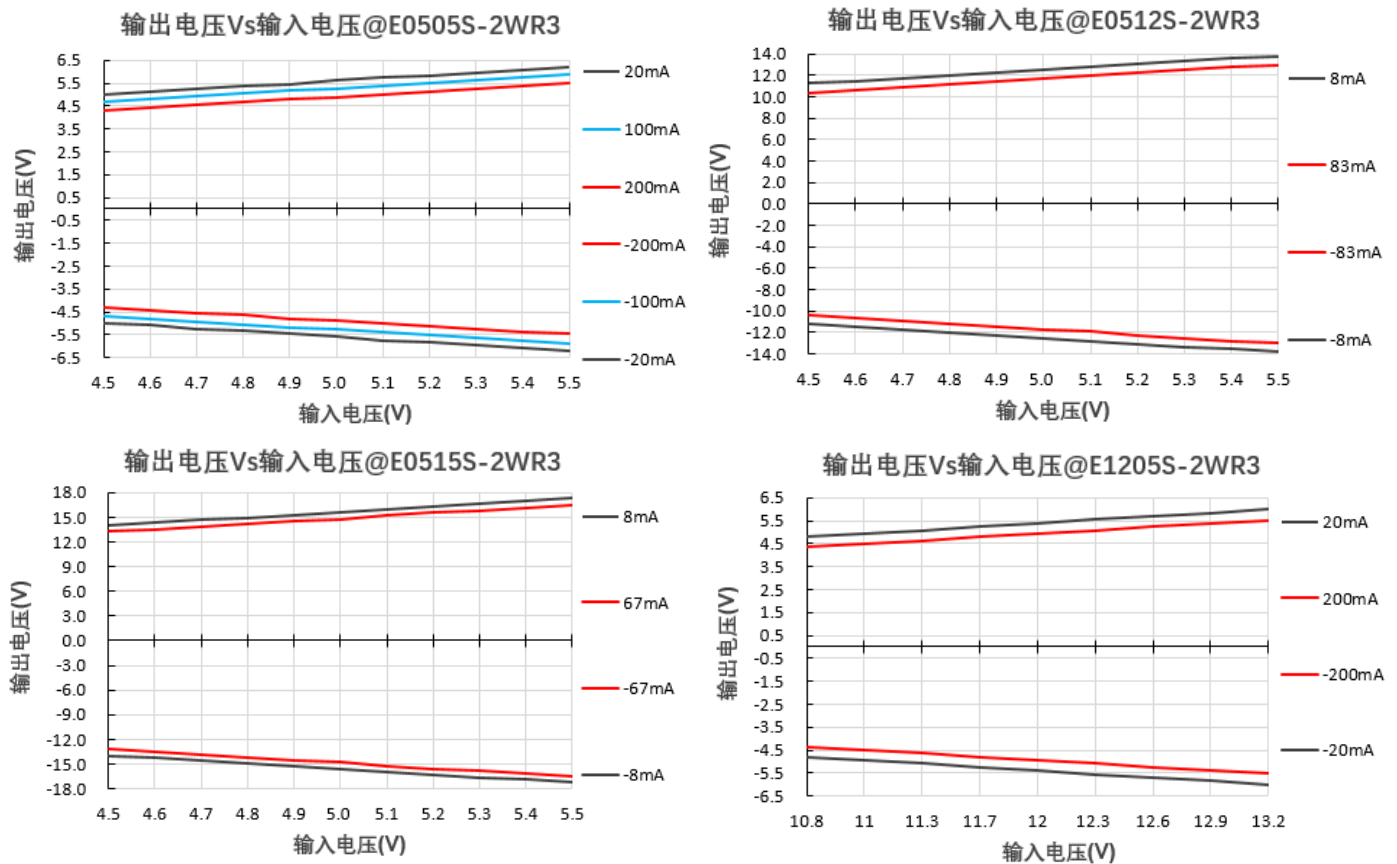 输出电压Vs输入电压@E0505S-2WR3
6.5
5.5
4.5
3.5
2.5
1.5
0.5
-0.5
-1.5
-2.5
-3.5
-4.5
-5.5
-6.5
输出电压(V)
4.5 4.6 4.7 4.8 4.9 5.0 5.1 5.2 5.3 5.4 5.5
输入电压(V)
20mA
100mA
200mA
-200mA
-100mA
-20mA
输出电压Vs输入电压@E0512S-2WR3
14.0
12.0
10.0
8.0
6.0
4.0
2.0
0.0
-2.0
-4.0
-6.0
-8.0
-10.0
-12.0
-14.0
输出电压(V)
4.5 4.6 4.7 4.8 4.9 5.0 5.1 5.2 5.3 5.4 5.5
输入电压(V)
8mA
83mA
-83mA
-8mA
输出电压Vs输入电压@E0515S-2WR3
18.0
15.0
12.0
9.0
6.0
3.0
0.0
-3.0
-6.0
-9.0
-12.0
-15.0
-18.0
输出电压(V)
4.5 4.6 4.7 4.8 4.9 5.0 5.1 5.2 5.3 5.4 5.5
输入电压(V)
8mA
67mA
-67mA
-8mA
输出电压Vs输入电压@E1205S-2WR3
6.5
5.5
4.5
3.5
2.5
1.5
0.5
-0.5
-1.5
-2.5
-3.5
-4.5
-5.5
-6.5
输出电压(V)
10.8 11 11.3 11.7 12 12.3 12.6 12.9 13.2
输入电压(V)
20mA
200mA
-200mA
-20mA